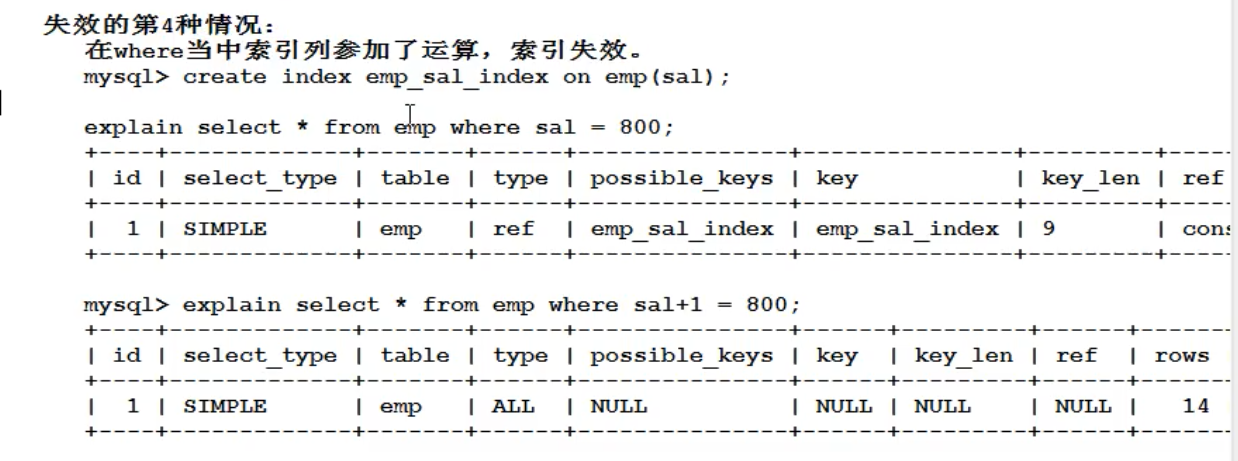 失效的第4种情况：
在where当中索引列参加了运算，索引失效。
mysql> create index emp_sal_index on emp(sal);
explain select * from emp where sal = 800;
+----+-------------+-------+------+---------------+---------------+---------+------
| id | select_type | table | type | possible_keys | key           | key_len | ref
+----+-------------+-------+------+---------------+---------------+---------+------
|  1 | SIMPLE      | emp   | ref  | emp_sal_index | emp_sal_index | 9       | cons
+----+-------------+-------+------+---------------+---------------+---------+------
mysql> explain select * from emp where sal+1 = 800;
+----+-------------+-------+------+---------------+------+---------+------+------
| id | select_type | table | type | possible_keys | key  | key_len | ref  | rows
+----+-------------+-------+------+---------------+------+---------+------+------
|  1 | SIMPLE      | emp   | ALL  | NULL          | NULL | NULL    | NULL |   14
+----+-------------+-------+------+---------------+------+---------+------+------